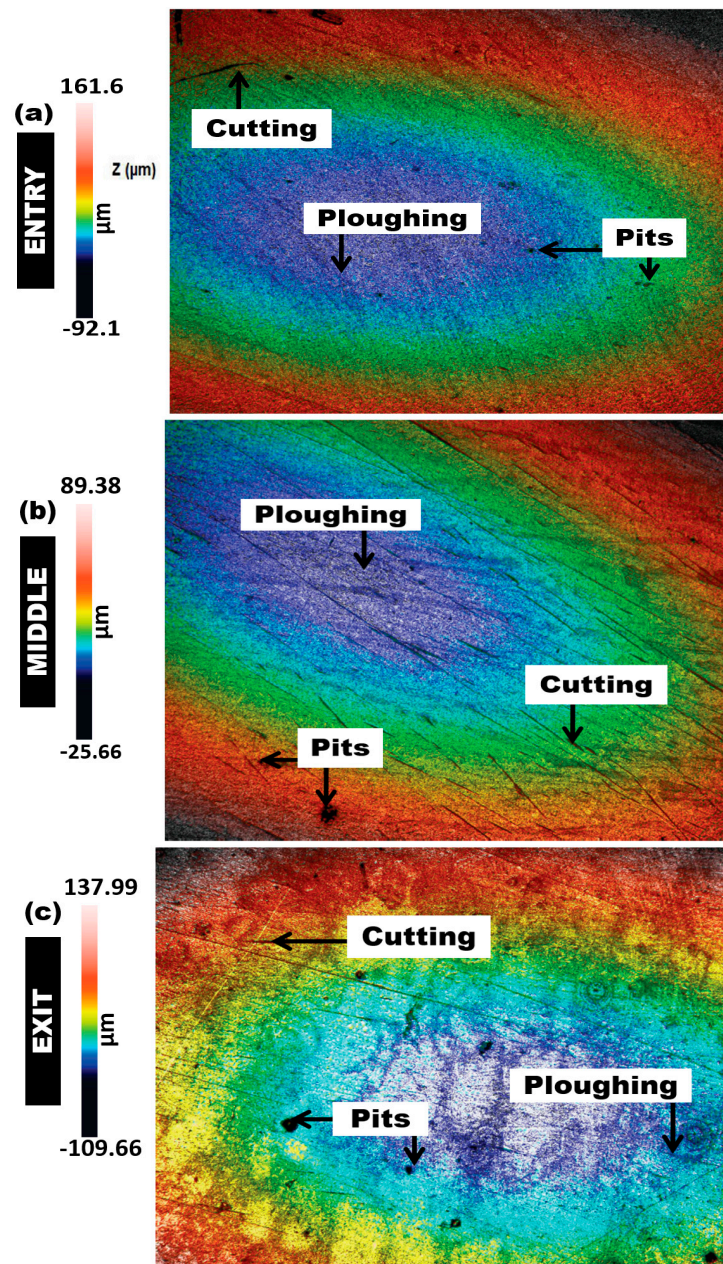 (a)
ENTRY
161.6
Z (µm)
µm
-92.1
Cutting
Ploughing
Pits
(b)
MIDDLE
89.38
µm
-25.66
Ploughing
Cutting
Pits
(c)
EXIT
137.99
µm
-109.66
Cutting
Ploughing
Pits